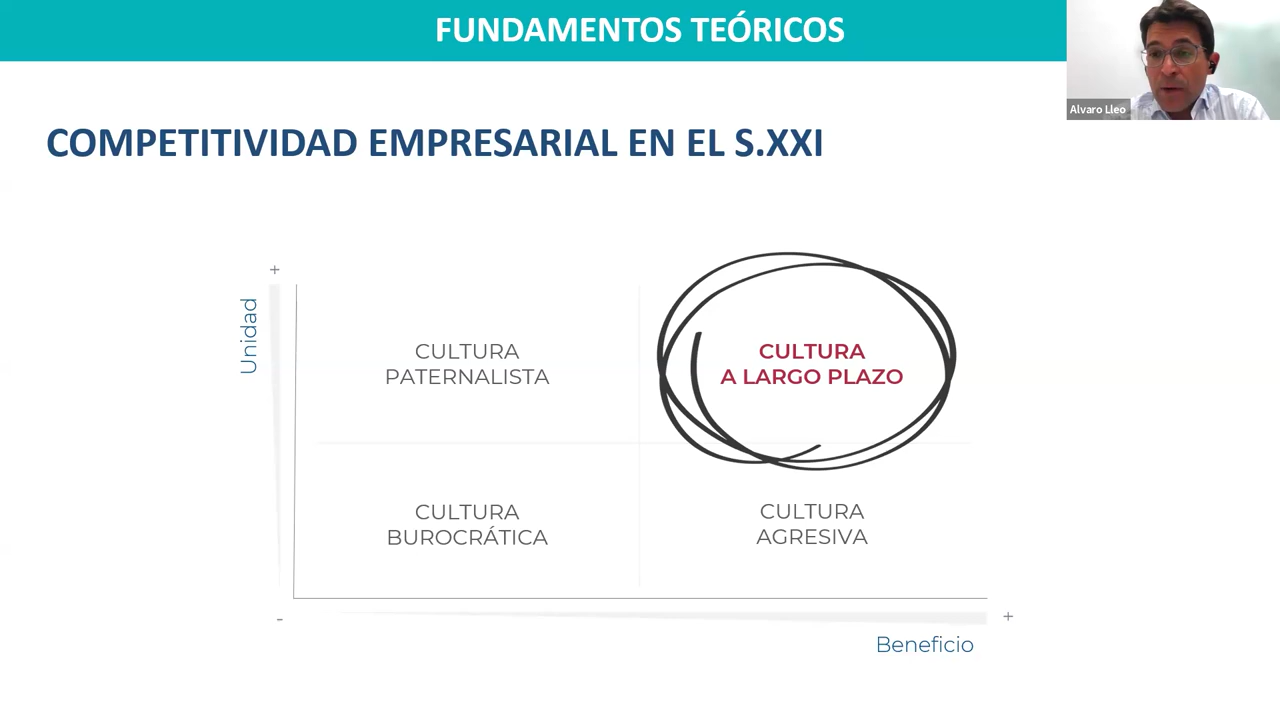 FUNDAMENTOS TEÓRICOS
Alvaro Lleo
COMPETITIVIDAD EMPRESARIAL EN EL S.XXI
+
Unidad
CULTURA
PATERNALISTA
CULTURA
A LARGO PLAZO
CULTURA
BUROCRÁTICA
CULTURA
AGRESIVA
-
+
Beneficio